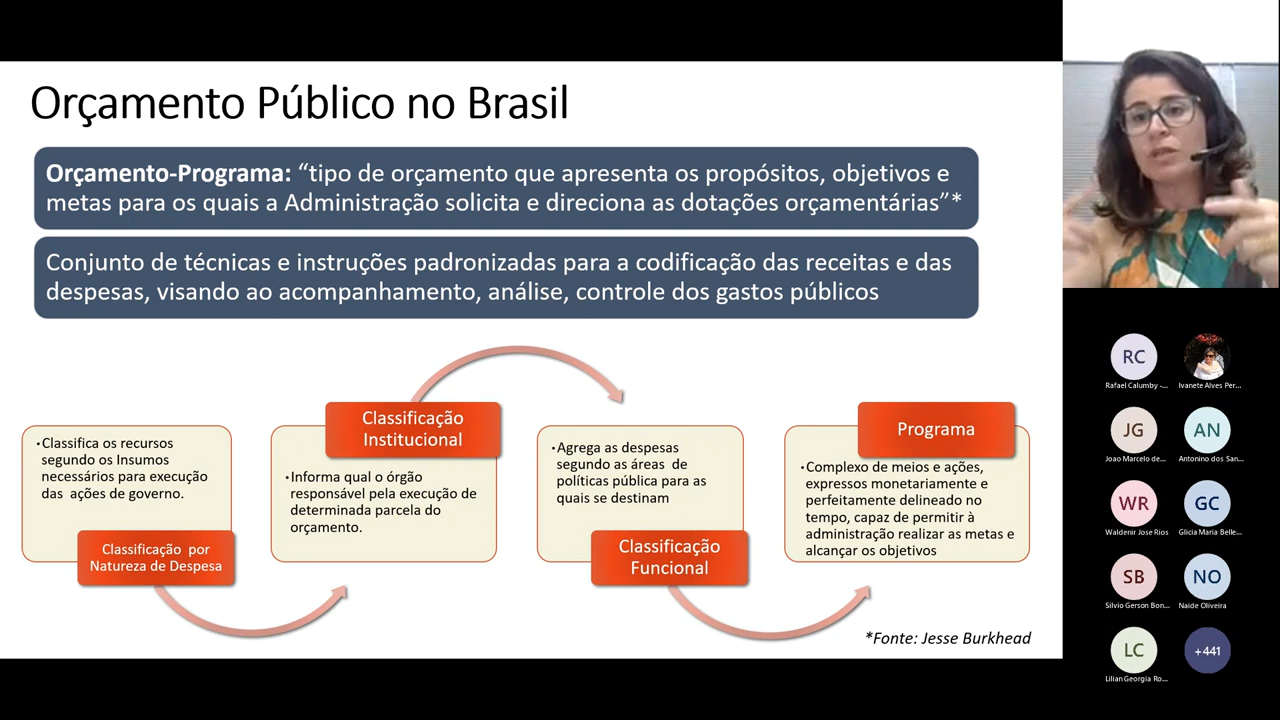 Orçamento Público no Brasil
Orçamento-Programa: “tipo de orçamento que apresenta os propósitos, objetivos e
metas para os quais a Administração solicita e direciona as dotações orçamentárias”*
Conjunto de técnicas e instruções padronizadas para a codificação das receitas e das
despesas, visando ao acompanhamento, análise, controle dos gastos públicos
•Classifica os recursos
segundo os Insumos
necessários para execução
das ações de governo.
Classificação por
Natureza de Despesa
Classificação
Institucional
•Informa qual o órgão
responsável pela execução de
determinada parcela do
orçamento.
•Agrega as despesas
segundo as áreas de
políticas pública para as
quais se destinam
Classificação
Funcional
Programa
•Complexo de meios e ações,
expressos monetariamente e
perfeitamente delineado no
tempo, capaz de permitir à
administração realizar as metas e
alcançar os objetivos
*Fonte: Jesse Burkhead
RC
Rafael Calumby -...
Ivanete Alves Per...
JG
Joao Marcelo de...
AN
Antonino dos San...
WR
Waldenir Jose Rios
GC
Glicia Maria Belle...
SB
Silvio Gerson Bon...
NO
Naide Oliveira
LC
Lilian Georgia Ro...
+441